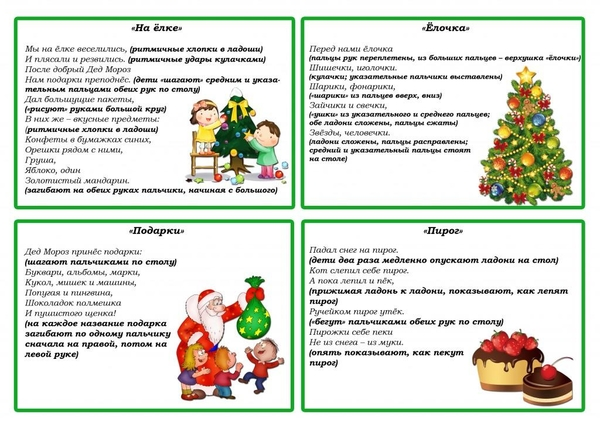 «На ёлке»
Мы на ёлке веселились, (ритмичные хлопки в ладоши)
И плясали и резвились. (ритмичные удары кулачками)
После добрый Дед Мороз
Нам подарки преподнёс. (дети «шагают» средним и указа-
тельным пальцами обеих рук по столу)
Дал большущие пакеты,
(«рисуют» руками большой круг)
В них же – вкусные предметы:
(ритмичные хлопки в ладоши)
Конфеты в бумажках синих,
Орешки рядом с ними,
Груша,
Яблоко, один
Золотистый мандарин.
(загибают на обеих руках пальчики, начиная с большого)
«Ёлочка»
Перед нами ёлочка
(пальцы рук переплетены, из больших пальцев – верхушка «ёлочки»)
Шишечки, иголочки.
(кулачки; указательные пальчики выставлены)
Шарики, фонарики,
(«шарики» из пальцев вверх, вниз)
Зайчики и свечки,
(«ушки» из указательного и среднего пальцев;
обе ладони сложены, пальцы сжаты)
Звёзды, человечки.
(ладони сложены, пальцы расправлены;
средний и указательный пальцы стоят
на столе)
«Подарки»
Дед Мороз принёс подарки:
(шагают пальчиками по столу)
Буквари, альбомы, марки,
Кукол, мишек и машины,
Попугая и пингвина,
Шоколадок полмешка
И пушистого щенка!
(на каждое название подарка
загибают по одному пальчику
сначала на правой, потом на
левой руке)
«Пирог»
Падал снег на пирог.
(дети два раза медленно опускают ладони на стол)
Кот слепил себе пирог.
А пока лепил и пёк,
(прижимая ладонь к ладони, показывают, как лепят
пирог)
Ручейком пирог утёк.
(«бегут» пальчиками обеих рук по столу)
Пирожки себе пеки
Не из снега – из муки.
(опять показывают, как пекут
пирог)